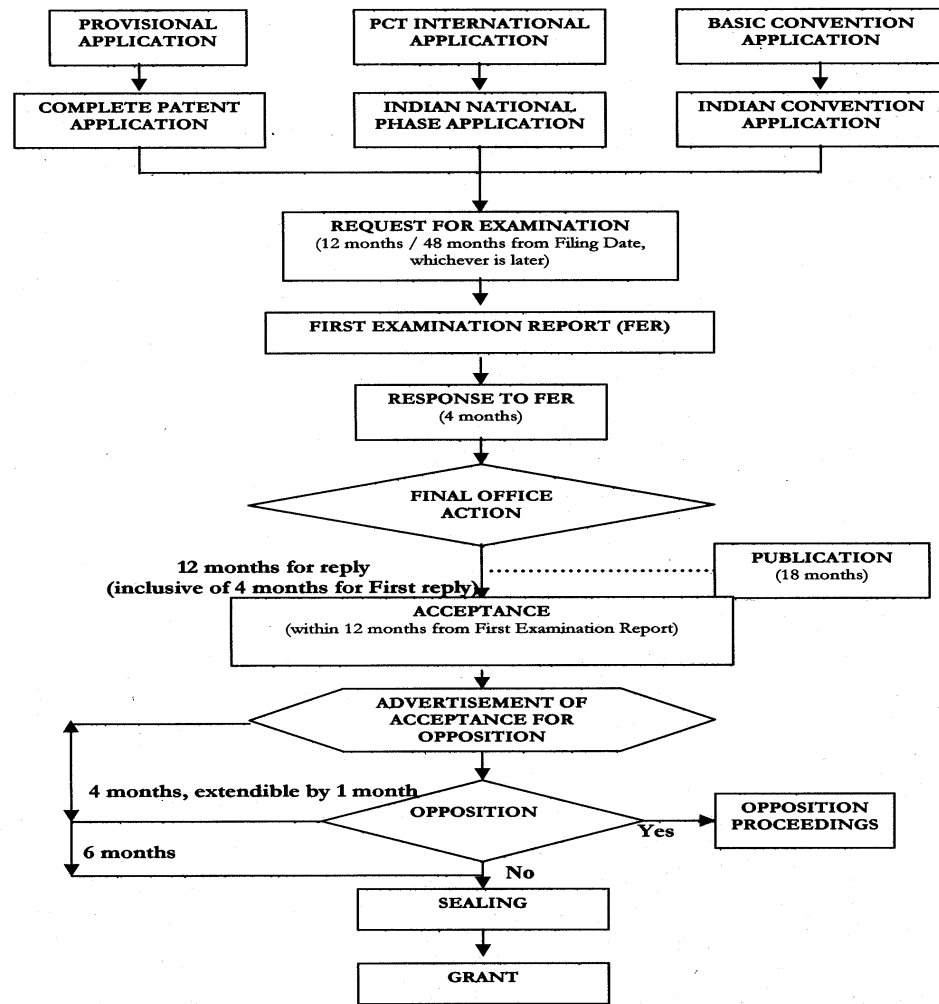 PROVISIONAL
APPLICATION
PCT INTERNATIONAL
APPLICATION
BASIC CONVENTION
APPLICATION
COMPLETE PATENT
APPLICATION
INDIAN NATIONAL
PHASE APPLICATION
INDIAN CONVENTION
APPLICATION
REQUEST FOR EXAMINATION
(12 months / 48 months from Filing Date,
whichever is later)
FIRST EXAMINATION REPORT (FER)
RESPONSE TO FER
(4 months)
FINAL OFFICE
ACTION
12 months for reply
(inclusive of 4 months for First reply)
PUBLICATION
(18 months)
ACCEPTANCE
(within 12 months from First Examination Report)
ADVERTISEMENT OF
ACCEPTANCE FOR
OPPOSITION
4 months, extendible by 1 month
OPPOSITION
Yes
OPPOSITION
PROCEEDINGS
6 months
No
SEALING
GRANT